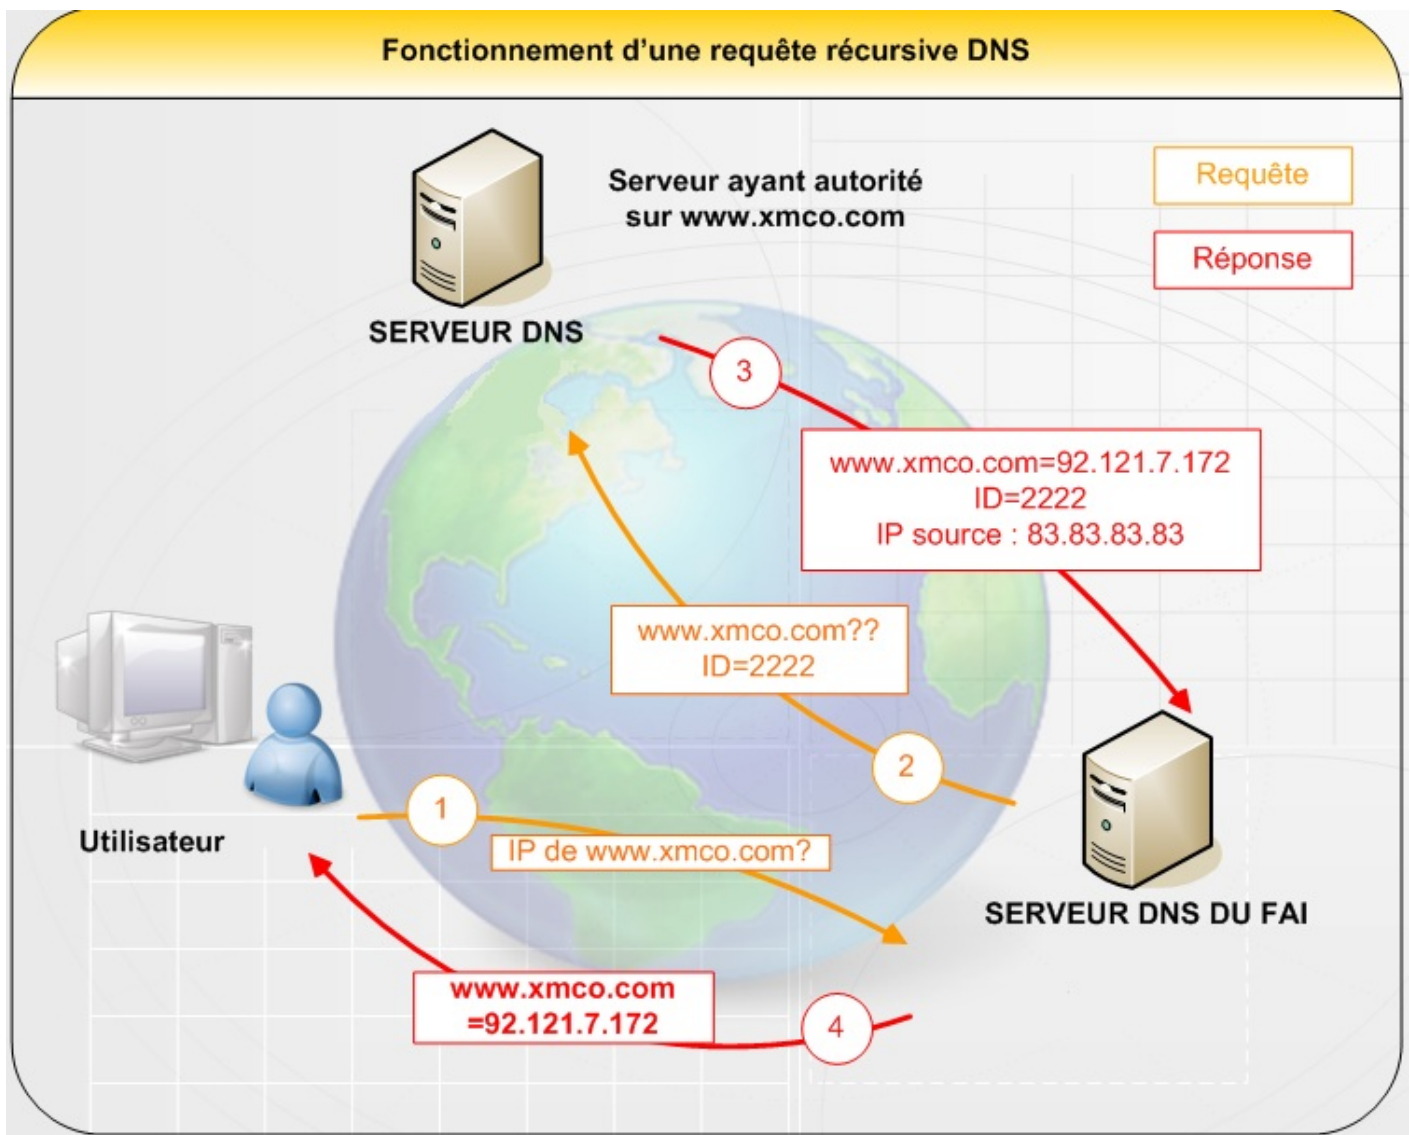 Fonctionnement d'une requête récursive DNS
Serveur ayant autorité
sur www.xmco.com
Requête
Réponse
SERVEUR DNS
3
www.xmco.com=92.121.7.172
ID=2222
IP source : 83.83.83.83
www.xmco.com??
ID=2222
2
1
Utilisateur
IP de www.xmco.com?
SERVEUR DNS DU FAI
www.xmco.com
=92.121.7.172
4